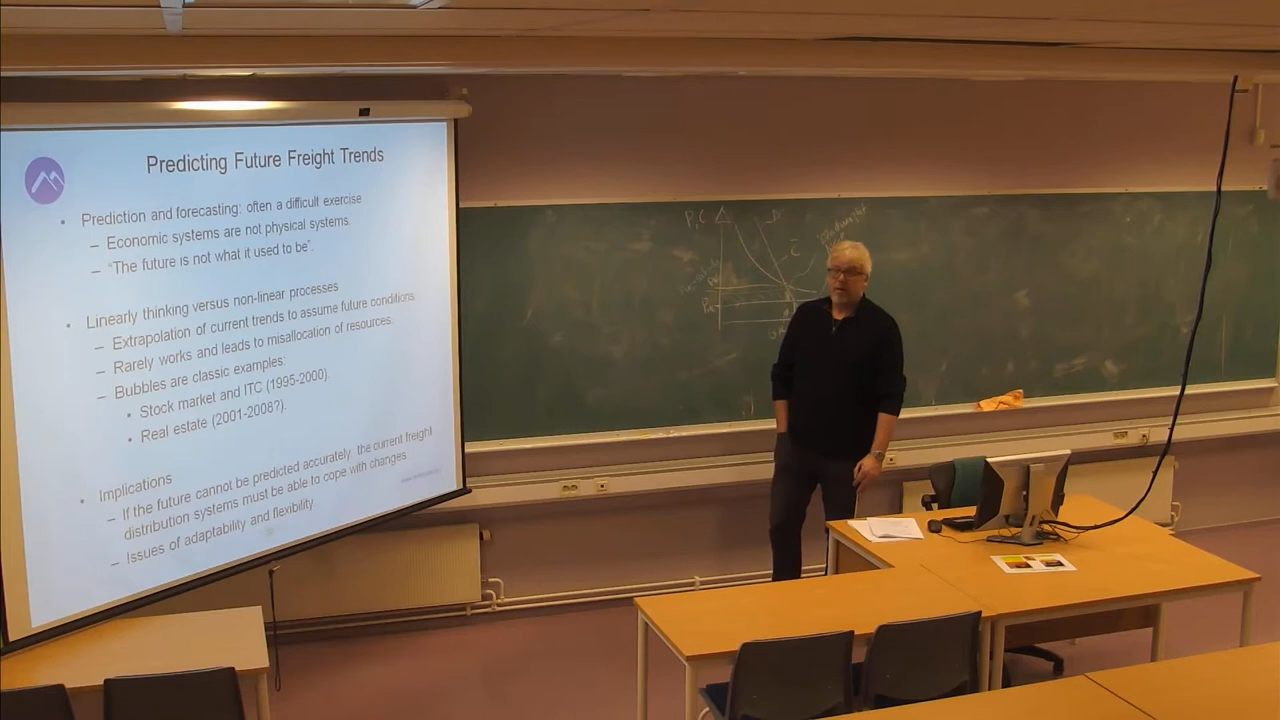 Predicting Future Freight Trends
• Prediction and forecasting: often a difficult exercise
– Economic systems are not physical systems.
– “The future is not what it used to be”.
• Linearly thinking versus non-linear processes
– Extrapolation of current trends to assume future conditions.
– Rarely works and leads to misallocation of resources.
– Bubbles are classic examples:
• Stock market and ITC (1995-2000).
• Real estate (2001-2008?).
• Implications
– If the future cannot be predicted accurately, the current freight
distribution systems must be able to cope with changes
– Issues of adaptability and flexibility.
P,C
D